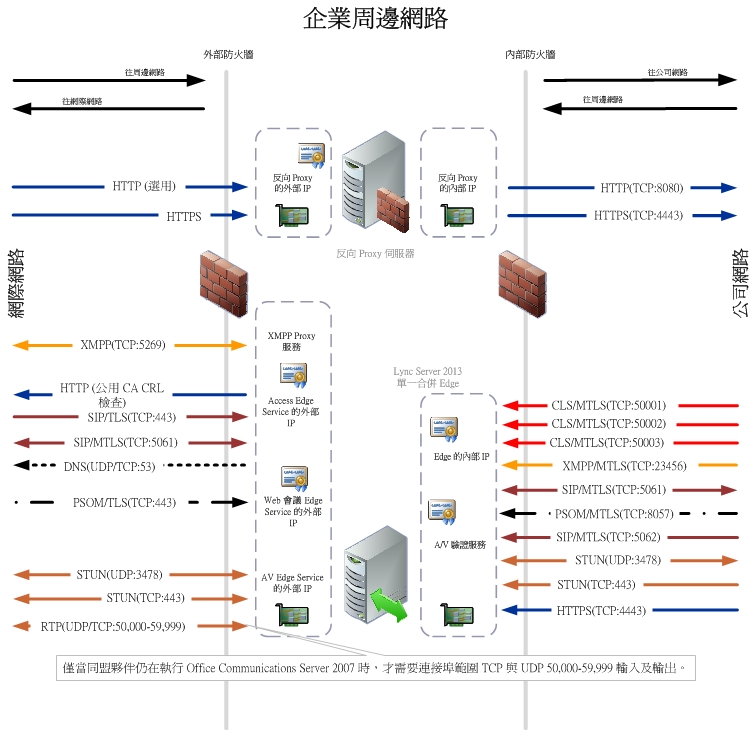 企業周邊網路
外部防火牆
內部防火牆
往周邊網路
往公司網路
往網際網路
往周邊網路
反向 Proxy
的外部 IP
反向 Proxy
的內部 IP
HTTP (選用)
HTTP(TCP:8080)
HTTPS
HTTPS(TCP:4443)
反向 Proxy 伺服器
網際網路
公司網路
XMPP(TCP:5269)
XMPP Proxy
服務
HTTP (公用 CA CRL
檢查)
Access Edge
Service 的外部
IP
SIP/TLS(TCP:443)
SIP/MTLS(TCP:5061)
DNS(UDP/TCP:53)
PSOM/TLS(TCP:443)
Web 會議 Edge
Service 的外部
IP
STUN(UDP:3478)
AV Edge Service
的外部 IP
STUN(TCP:443)
RTP(UDP/TCP:50,000-59,999)
Lync Server 2013
單一合併 Edge
Edge 的內部 IP
A/V 驗證服務
CLS/MTLS(TCP:50001)
CLS/MTLS(TCP:50002)
CLS/MTLS(TCP:50003)
XMPP/MTLS(TCP:23456)
SIP/MTLS(TCP:5061)
PSOM/MTLS(TCP:8057)
SIP/MTLS(TCP:5062)
STUN(UDP:3478)
STUN(TCP:443)
HTTPS(TCP:4443)
僅當同盟夥伴仍在執行 Office Communications Server 2007 時，才需要連接埠範圍 TCP 與 UDP 50,000-59,999 輸入及輸出。